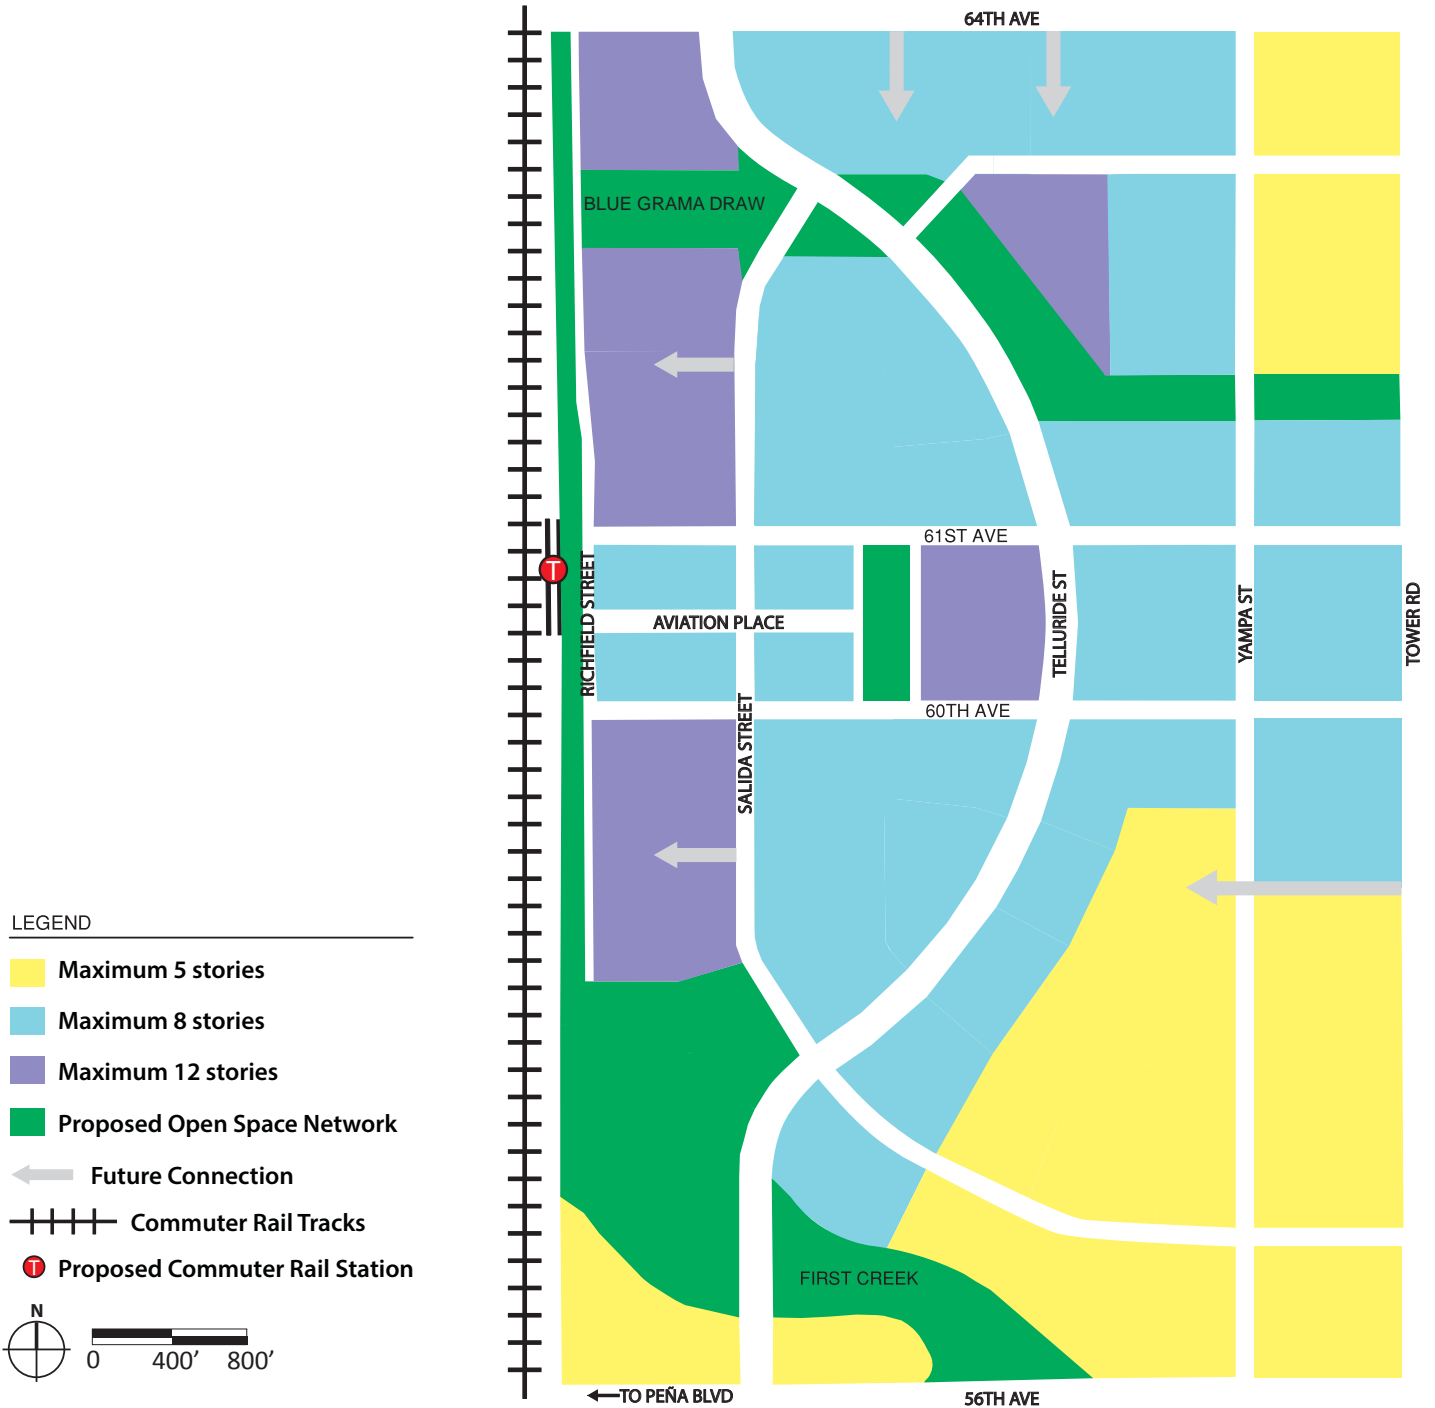 64TH AVE
BLUE GRAMA DRAW
61ST AVE
T
RICHFIELD STREET
AVIATION PLACE
TELLURIDE ST
YAMPA ST
TOWER RD
60TH AVE
SALIDA STREET
LEGEND
Maximum 5 stories
Maximum 8 stories
Maximum 12 stories
Proposed Open Space Network
Future Connection
Commuter Rail Tracks
T Proposed Commuter Rail Station
FIRST CREEK
N
0 400’ 800’
TO PEÑA BLVD
56TH AVE